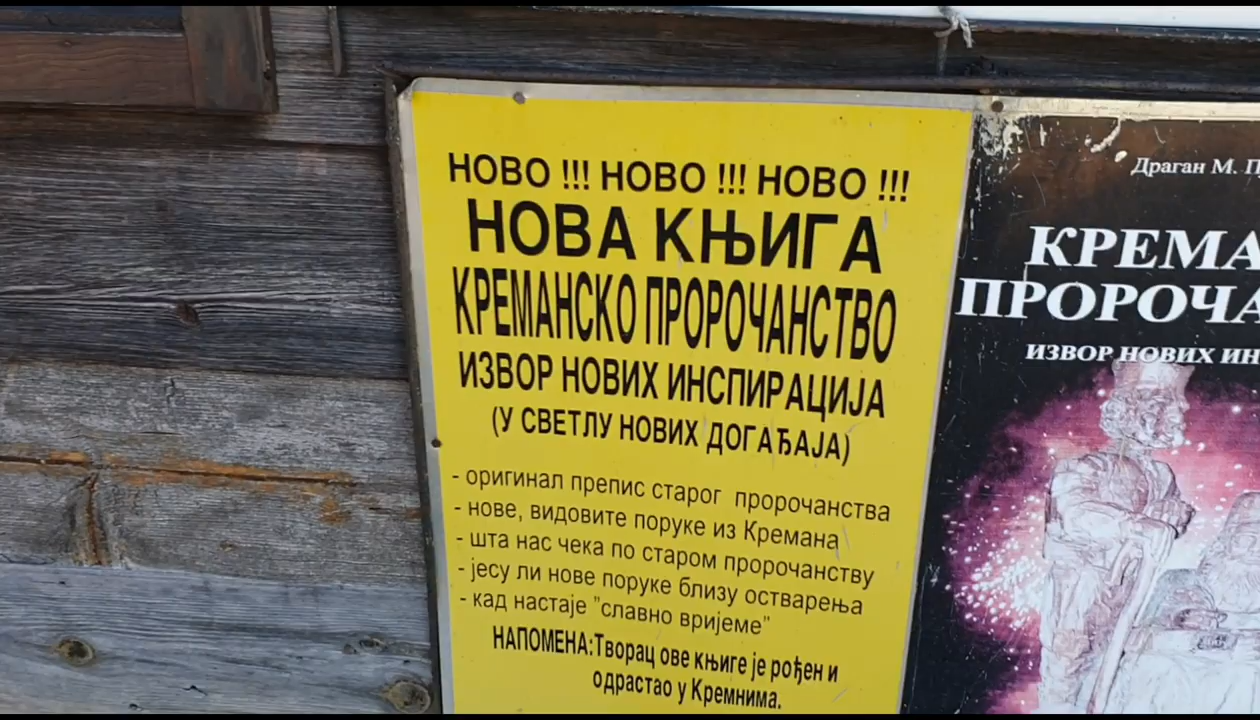 НОВО !!! НОВО !!! НОВО !!!
НОВА КЊИГА
КРЕМАНСКО ПРОРОЧАНСТВО
ИЗВОР НОВИХ ИНСПИРАЦИЈА
(У СВЕТЛУ НОВИХ ДОГАЂАЈА)
- оригинал препис старог пророчанства
- нове, видовите поруке из Кремана
- шта нас чека по старом пророчанству
- јесу ли нове поруке близу остварења
- кад настаје "славно вријеме"
НАПОМЕНА:Творац ове књиге је рођен и
одрастао у Кремнима.
Драган М. П
КРЕМА
ПРОРОЧА
ИЗВОР НОВИХ ИН